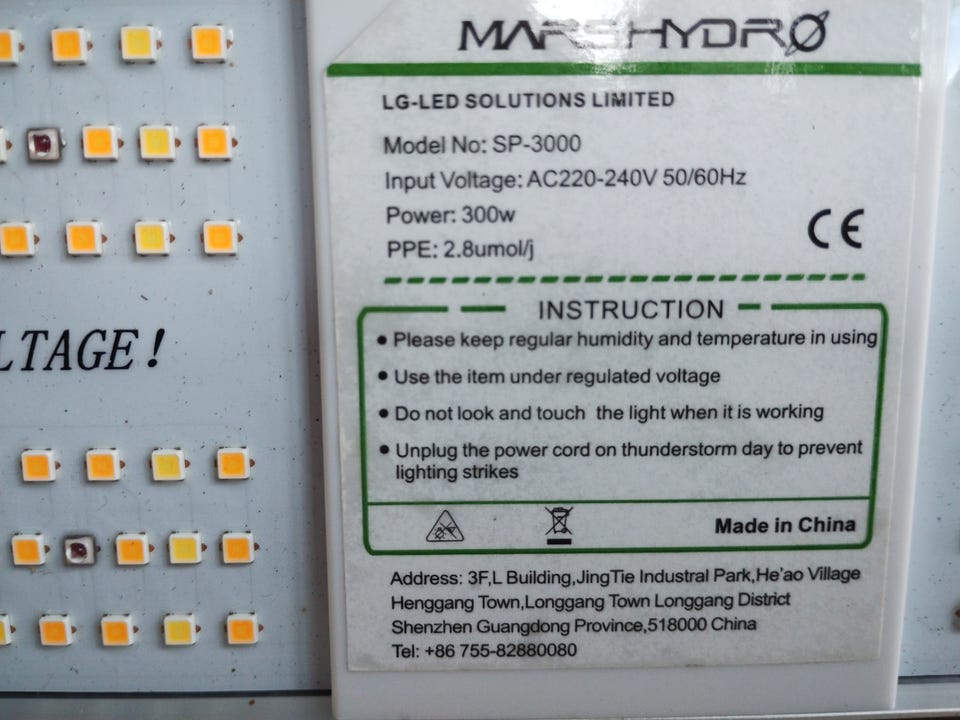 MARS HYDRO
LG-LED SOLUTIONS LIMITED
Model No: SP-3000
Input Voltage: AC220-240V 50/60Hz
Power: 300w
PPE: 2.8umol/j
CE
INSTRUCTION
• Please keep regular humidity and temperature in using
• Use the item under regulated voltage
• Do not look and touch the light when it is working
• Unplug the power cord on thunderstorm day to prevent
lighting strikes
Made in China
Address: 3F,L Building,JingTie Industral Park,He'ao Village
Henggang Town,Longgang Town Longgang District
Shenzhen Guangdong Province,518000 China
Tel: +86 755-82880080
LTAGE!